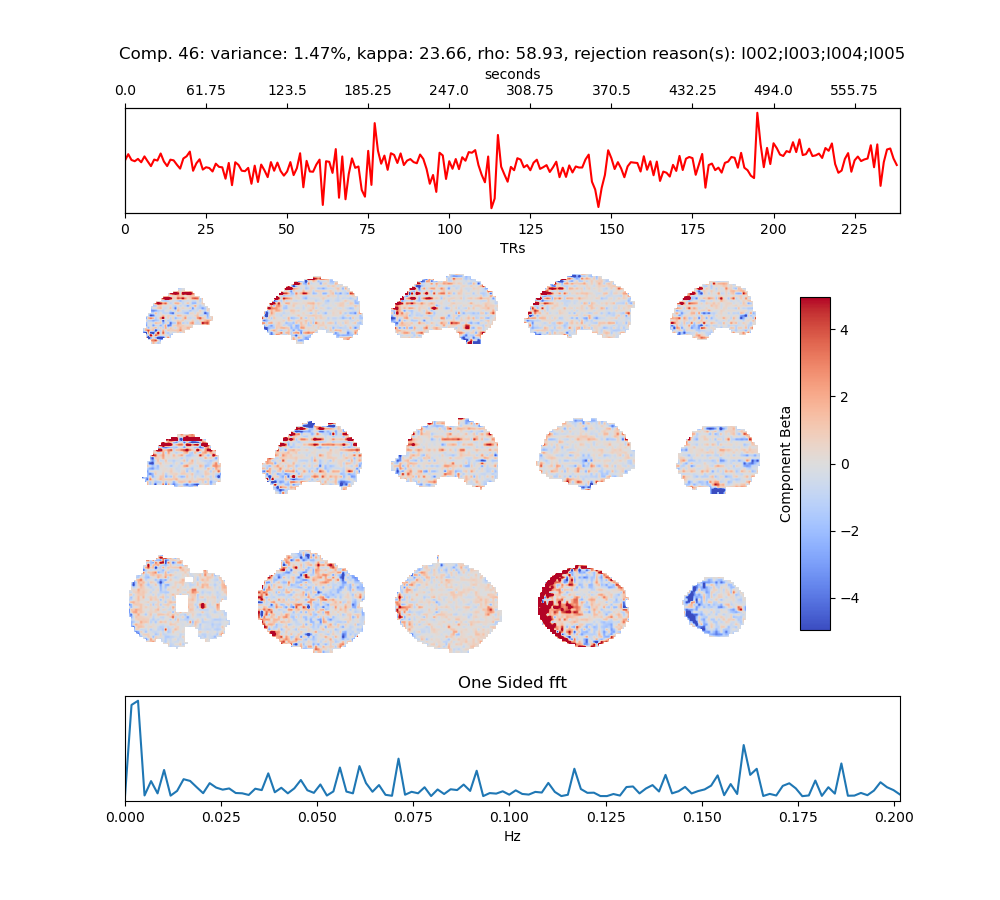 Comp. 46: variance: 1.47%, kappa: 23.66, rho: 58.93, rejection reason(s): I002;I003;I004;I005
seconds
0.0 61.75 123.5 185.25 247.0 308.75 370.5 432.25 494.0 555.75
0 25 50 75 100 125 150 175 200 225
TRs
4
2
0
−2
−4
Component Beta
One Sided fft
0.000 0.025 0.050 0.075 0.100 0.125 0.150 0.175 0.200
Hz